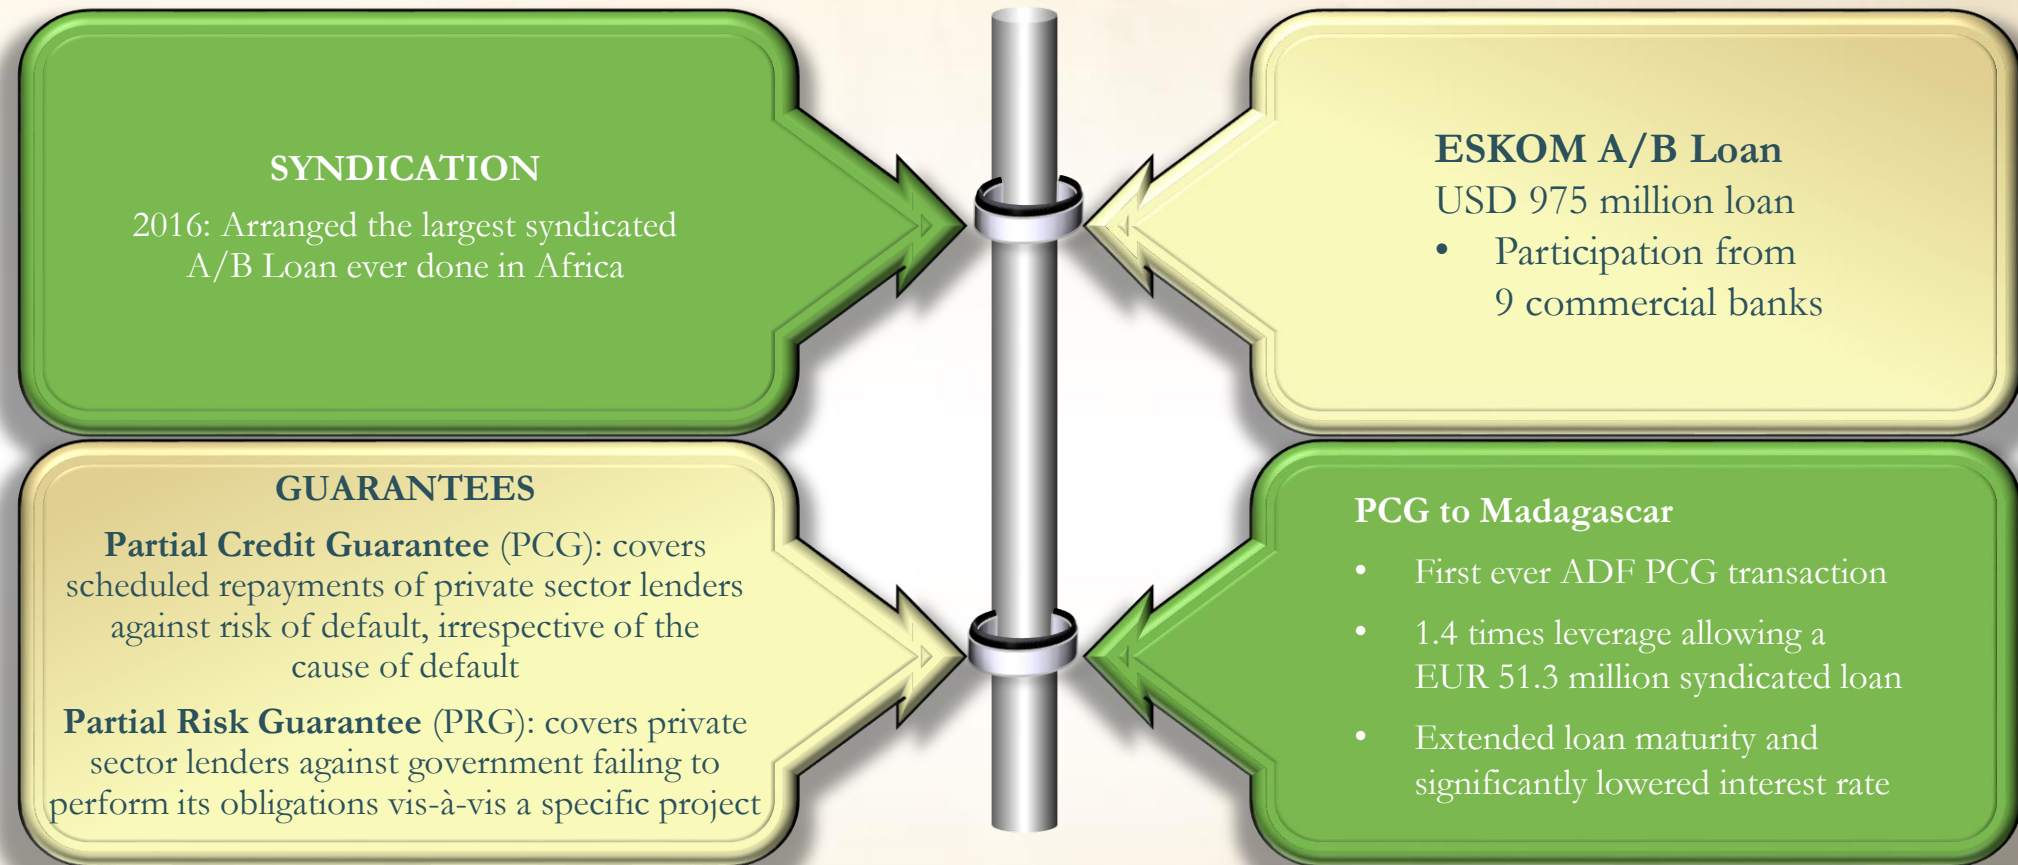 SYNDICATION
2016: Arranged the largest syndicated
A/B Loan ever done in Africa
ESKOM A/B Loan
USD 975 million loan
• Participation from
9 commercial banks
GUARANTEES
Partial Credit Guarantee (PCG): covers
scheduled repayments of private sector lenders
against risk of default, irrespective of the
cause of default
Partial Risk Guarantee (PRG): covers private
sector lenders against government failing to
perform its obligations vis-à-vis a specific project
PCG to Madagascar
• First ever ADF PCG transaction
• 1.4 times leverage allowing a
EUR 51.3 million syndicated loan
• Extended loan maturity and
significantly lowered interest rate